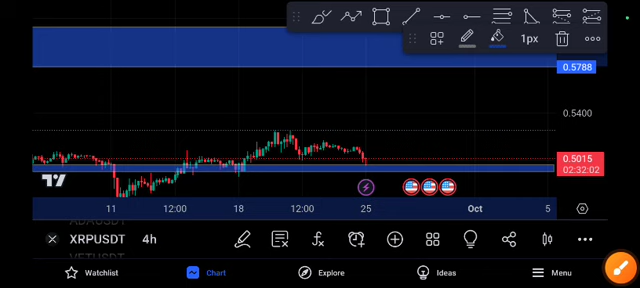 1px
0.5788
0.5400
0.5015
02:32:02
11
12:00
18
12:00
25
Oct
5
ADAUSDT
XRPUSDT
4h
Watchlist
Chart
Explore
Ideas
Menu